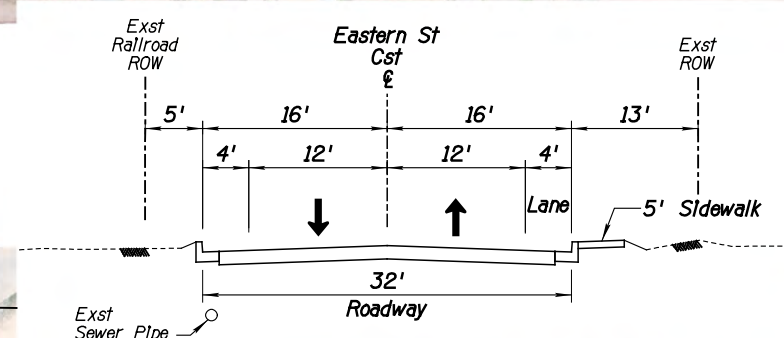 Exst
Railroad
ROW
Eastern St
Cst
℄
Exst
ROW
5' 16' 16' 13'
4' 12' 12' 4'
Lane
5' Sidewalk
32'
Roadway
Exst
Sewer Pipe